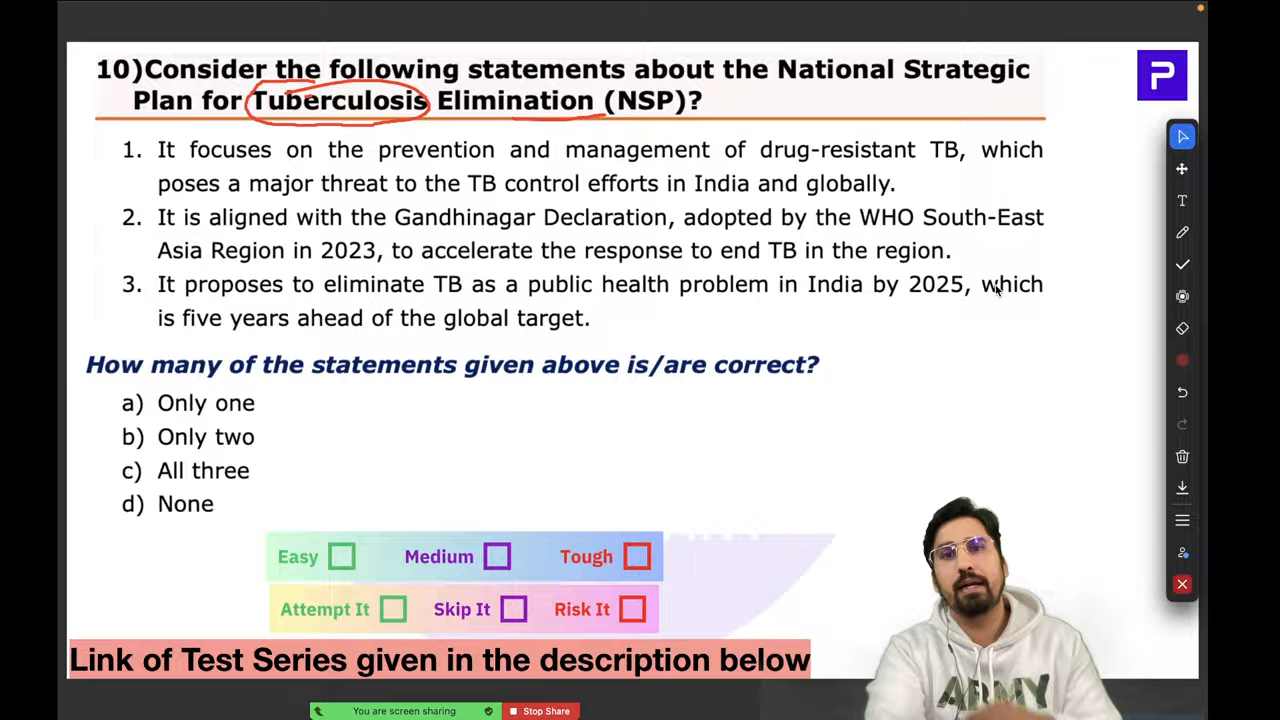 10)Consider the following statements about the National Strategic
Plan for Tuberculosis Elimination (NSP)?
1. It focuses on the prevention and management of drug-resistant TB, which
poses a major threat to the TB control efforts in India and globally.
2. It is aligned with the Gandhinagar Declaration, adopted by the WHO South-East
Asia Region in 2023, to accelerate the response to end TB in the region.
3. It proposes to eliminate TB as a public health problem in India by 2025, which
is five years ahead of the global target.
How many of the statements given above is/are correct?
a) Only one
b) Only two
c) All three
d) None
Easy Medium Tough
Attempt It Skip It Risk It
Link of Test Series given in the description below
ARMY
You are screen sharing Stop Share